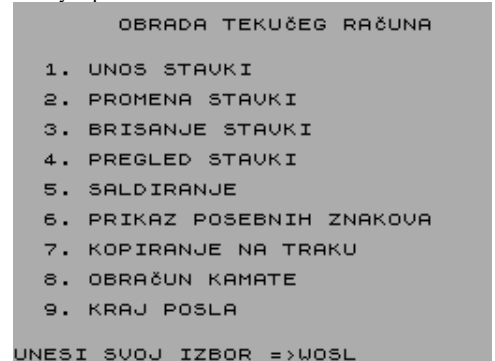 OBRADA TEKUČEG RAČUNA
1. UNOS STAVKI
2. PROMENA STAVKI
3. BRISANJE STAVKI
4. PREGLED STAVKI
5. SALDIRANJE
6. PRIKAZ POSEBNIH ZNAKOVA
7. KOPIRANJE NA TRAKU
8. OBRAČUN KAMATE
9. KRAJ POSLA
UNESI SVOJ IZBOR =>WOSL